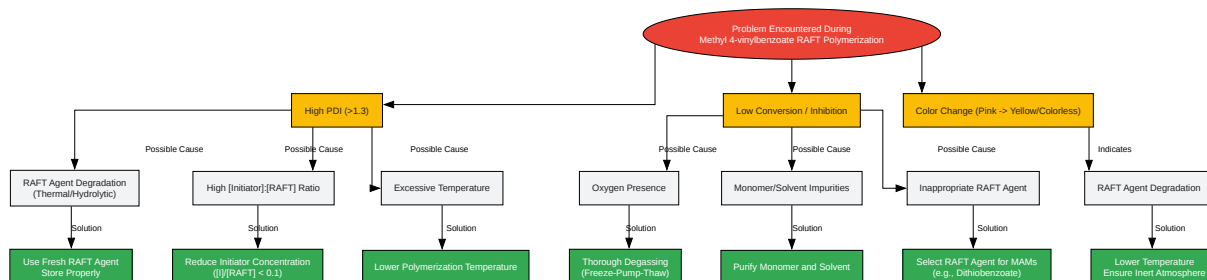 Problem Encountered During
Methyl 4-vinylbenzoate RAFT Polymerization
High PDI (>1.3)
Low Conversion / Inhibition
Color Change (Pink -> Yellow/Colorless)
Possible Cause
Possible Cause
Possible Cause
Possible Cause
Possible Cause
Possible Cause
Indicates
RAFT Agent Degradation
(Thermal/Hydrolytic)
High [Initiator]:[RAFT] Ratio
Excessive Temperature
Oxygen Presence
Monomer/Solvent Impurities
Inappropriate RAFT Agent
RAFT Agent Degradation
Solution
Solution
Solution
Solution
Solution
Solution
Solution
Use Fresh RAFT Agent
Store Properly
Reduce Initiator Concentration
([I]/[RAFT] < 0.1)
Lower Polymerization Temperature
Thorough Degassing
(Freeze-Pump-Thaw)
Purify Monomer and Solvent
Select RAFT Agent for MAMs
(e.g., Dithiobenzoate)
Lower Temperature
Ensure Inert Atmosphere